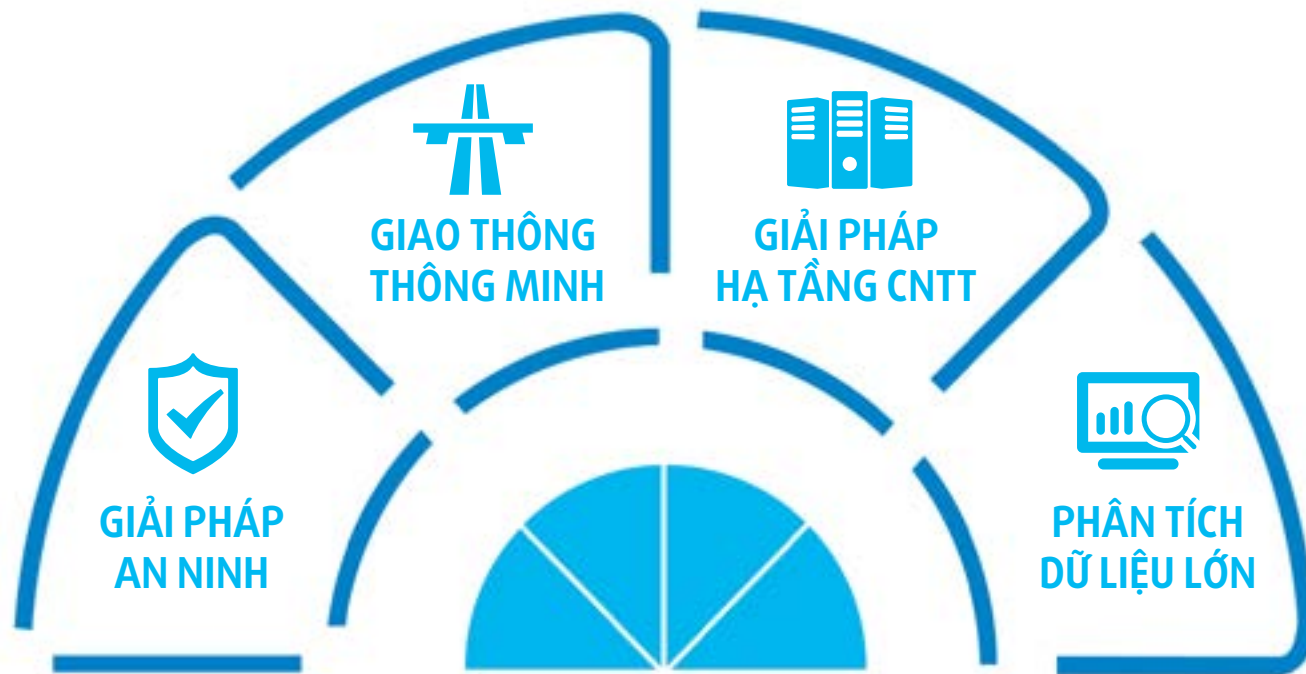 GIAO THÔNG
THÔNG MINH
GIẢI PHÁP
HẠ TẦNG CNTT
GIẢI PHÁP
AN NINH
PHÂN TÍCH
DỮ LIỆU LỚN